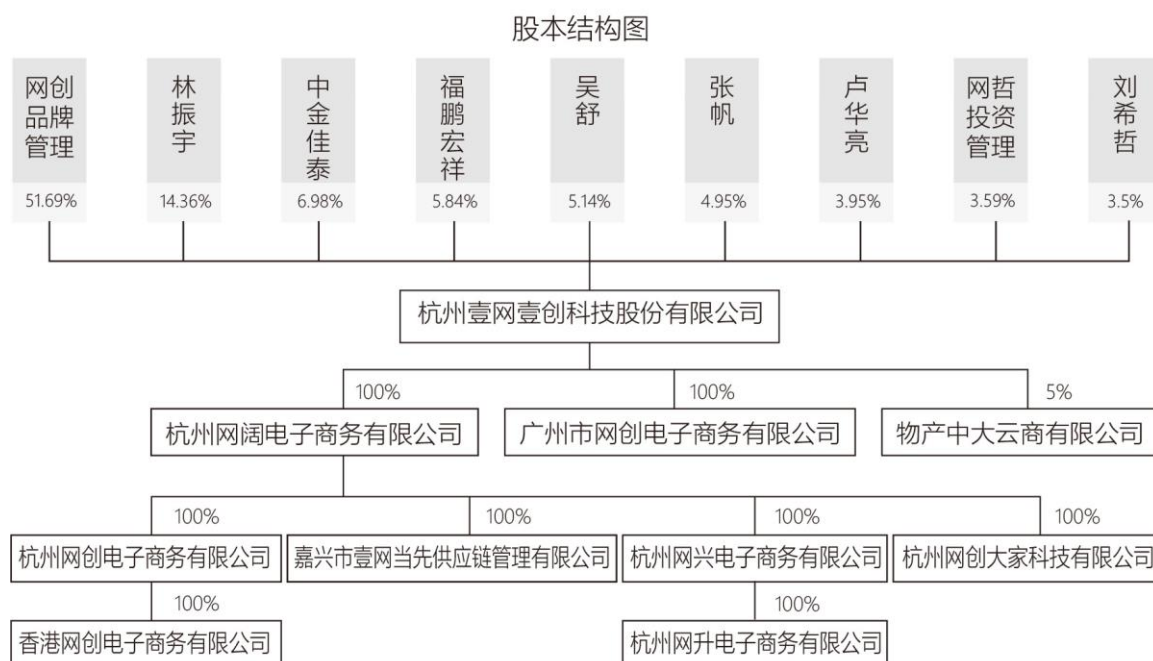 股本结构图
网创
品牌
管理
林振宇
中金佳泰
福鹏宏祥
吴舒
张帆
卢华亮
网哲
投资
管理
刘希哲
51.69%
14.36%
6.98%
5.84%
5.14%
4.95%
3.95%
3.59%
3.5%
杭州壹网壹创科技股份有限公司
100%
100%
5%
杭州网阔电子商务有限公司
广州市网创电子商务有限公司
物产中大云商有限公司
100%
100%
100%
100%
杭州网创电子商务有限公司
嘉兴市壹网当先供应链管理有限公司
杭州网兴电子商务有限公司
杭州网创大家科技有限公司
100%
100%
香港网创电子商务有限公司
杭州网升电子商务有限公司